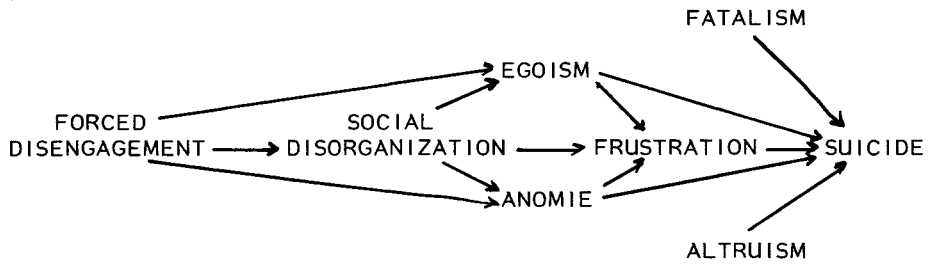 FATALISM
EGOISM
FORCED
DISENGAGEMENT
SOCIAL
DISORGANIZATION
FRUSTRATION
SUICIDE
ANOMIE
ALTRUISM